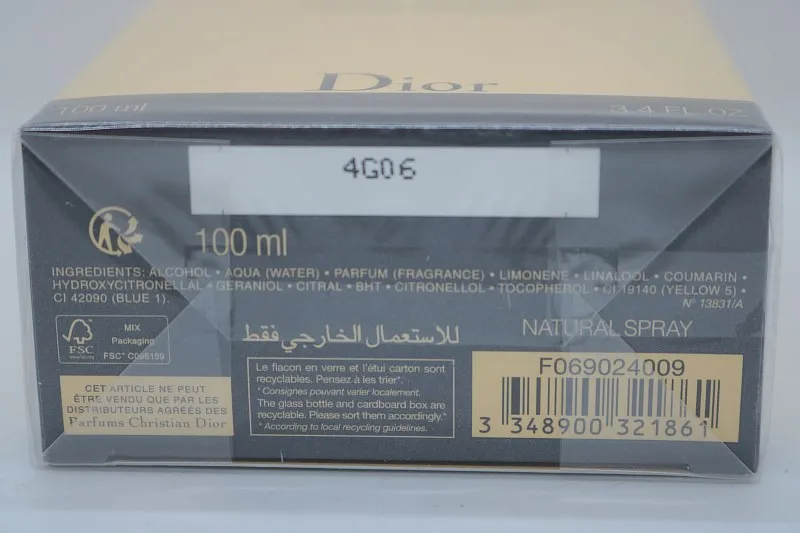 Dior
100 ml
3.4 FL.OZ
4G06
100 ml
INGREDIENTS: ALCOHOL • AQUA (WATER) • PARFUM (FRAGRANCE) • LIMONENE • LINALOOL • COUMARIN •
HYDROXYCITRONELLAL • GERANIOL • CITRAL • BHT • CITRONELLOL • TOCOPHEROL • CI 19140 (YELLOW 5) •
CI 42090 (BLUE 1).
N° 13831/A
FSC
MIX
Packaging
FSC® C095159
للاستعمال الخارجي فقط
NATURAL SPRAY
CET ARTICLE NE PEUT
ÊTRE VENDU QUE PAR LES
DISTRIBUTEURS AGRÉÉS DES
Parfums Christian Dior
Le flacon en verre et l'étui carton sont
recyclables. Pensez à les trier*.
* Consignes pouvant varier localement.
The glass bottle and cardboard box are
recyclable. Please sort them accordingly.*
* According to local recycling guidelines.
F069024009
3 348900 321861